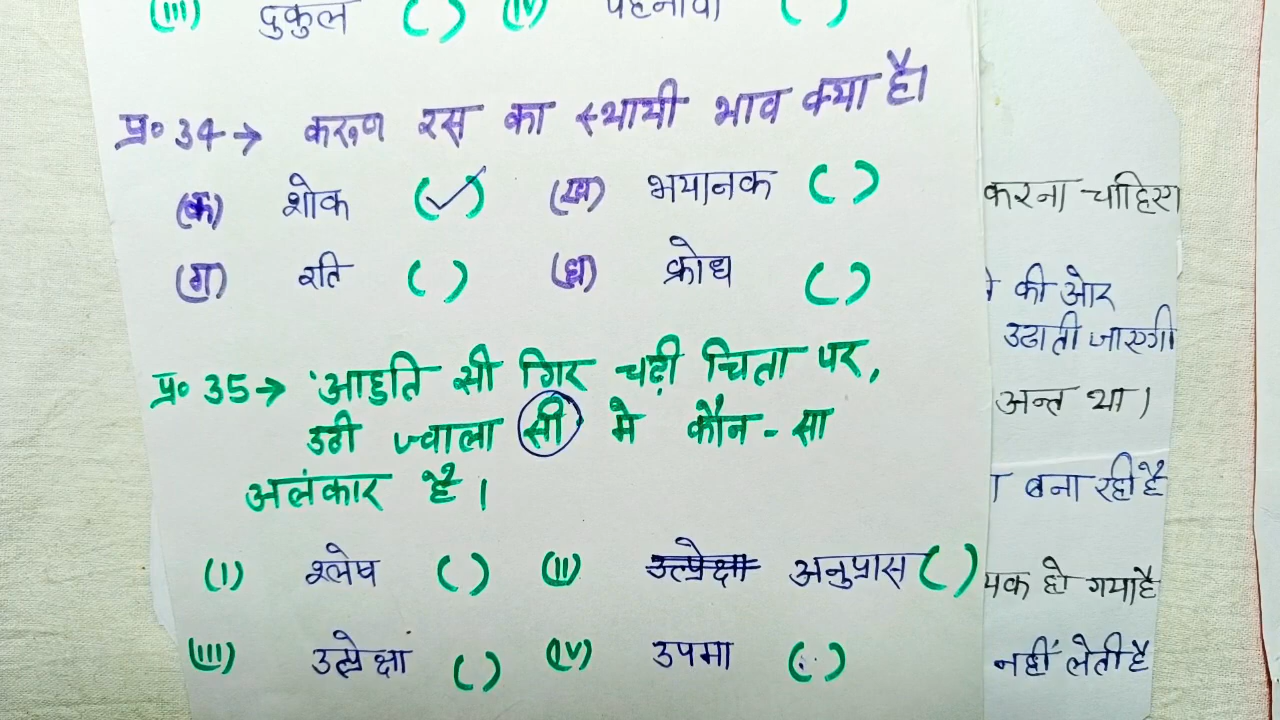 (iii) दुकुल ( ) (iv) पहनावा ( )
प्र० 34→ करुण रस का स्थायी भाव क्या है।
(क) शोक (✓) (ख) भयानक ( )
(ग) रति ( ) (घ) क्रोध ( )
प्र० 35→ 'आहुति सी गिर चढ़ी चिता पर,
उठी ज्वाला सी' मे कौन - सा
अलंकार है।
(i) श्लेष ( ) (ii) उत्प्रेक्षा अनुप्रास ( )
(iii) उत्प्रेक्षा ( ) (iv) उपमा ( )
करना चाहिए
की ओर
उठाती जाएगी
अन्त था।
बना रही है
हो गया है
नहीं लेती है